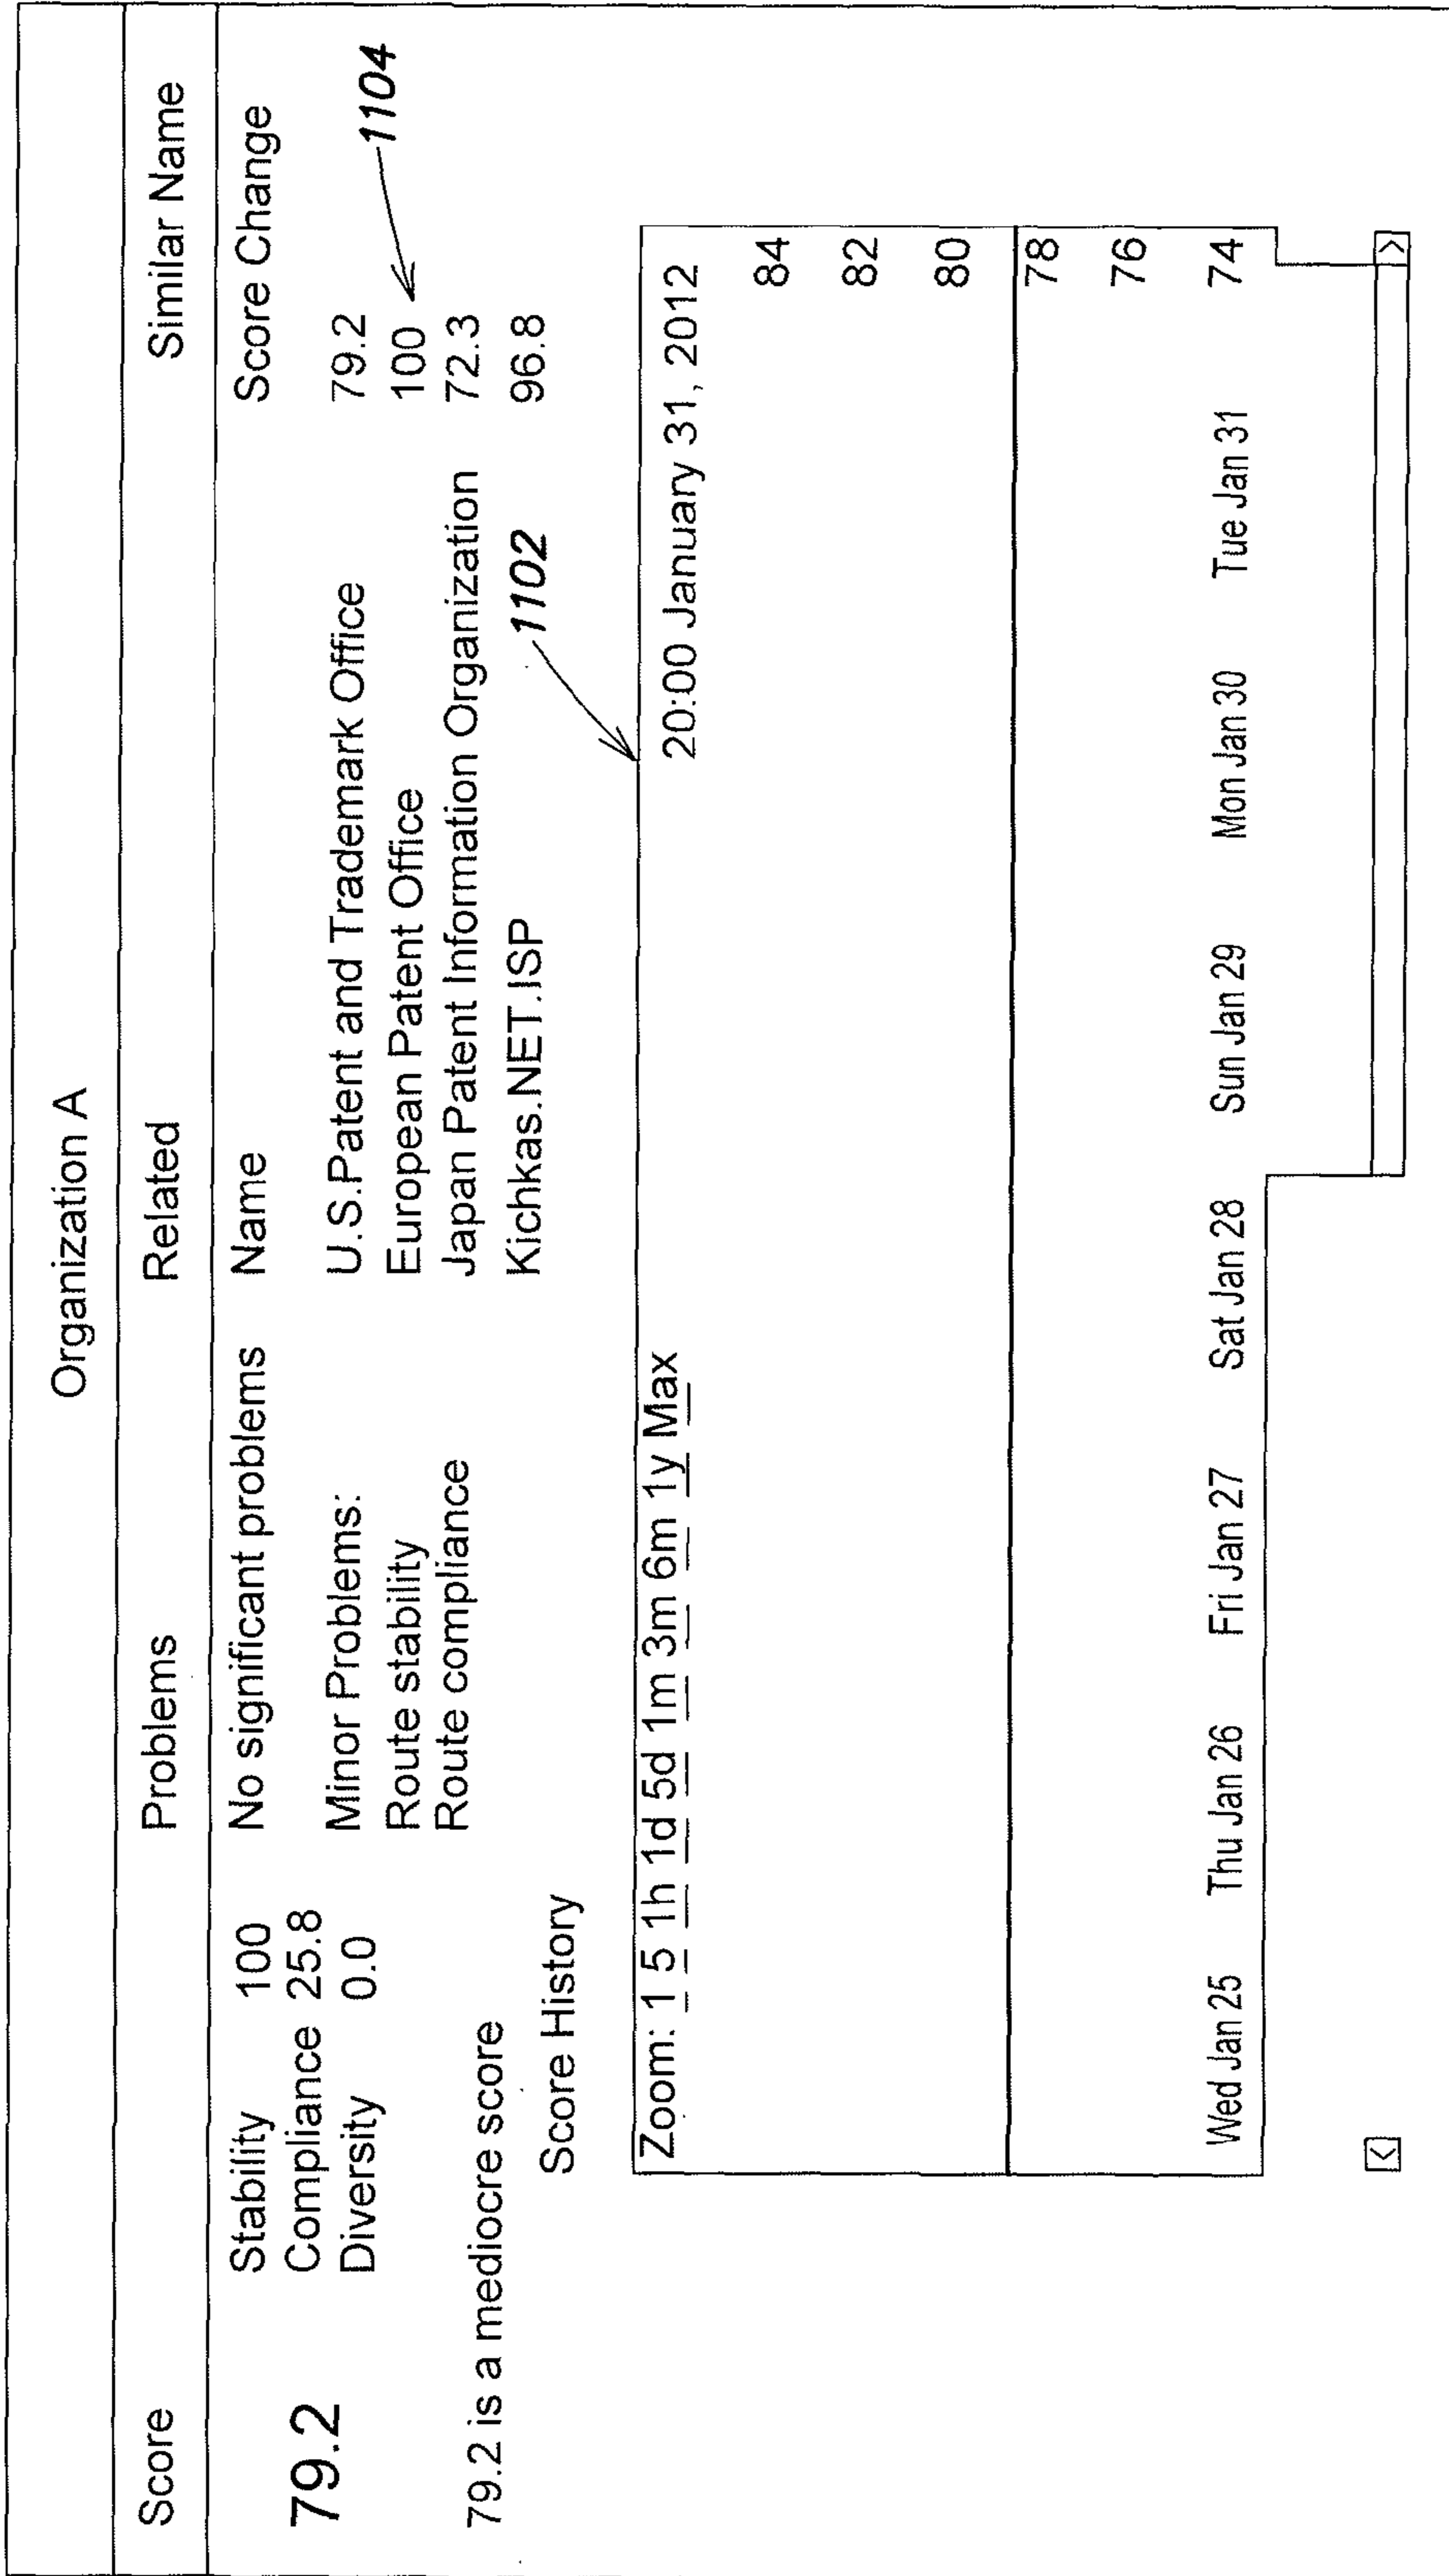 Organization A
Score Problems Related Similar Name
79.2
Stability 100
Compliance 25.8
Diversity 0.0
79.2 is a mediocre score
No significant problems
Minor Problems:
Route stability
Route compliance
Name Score Change
U.S.Patent and Trademark Office 79.2
European Patent Office 100
Japan Patent Information Organization 72.3
Kichkas.NET.ISP 96.8
1104
1102
Score History
Zoom: 1 5 1h 1d 5d 1m 3m 6m 1y Max 20:00 January 31, 2012
84
82
80
78
76
74
Wed Jan 25 Thu Jan 26 Fri Jan 27 Sat Jan 28 Sun Jan 29 Mon Jan 30 Tue Jan 31
< >